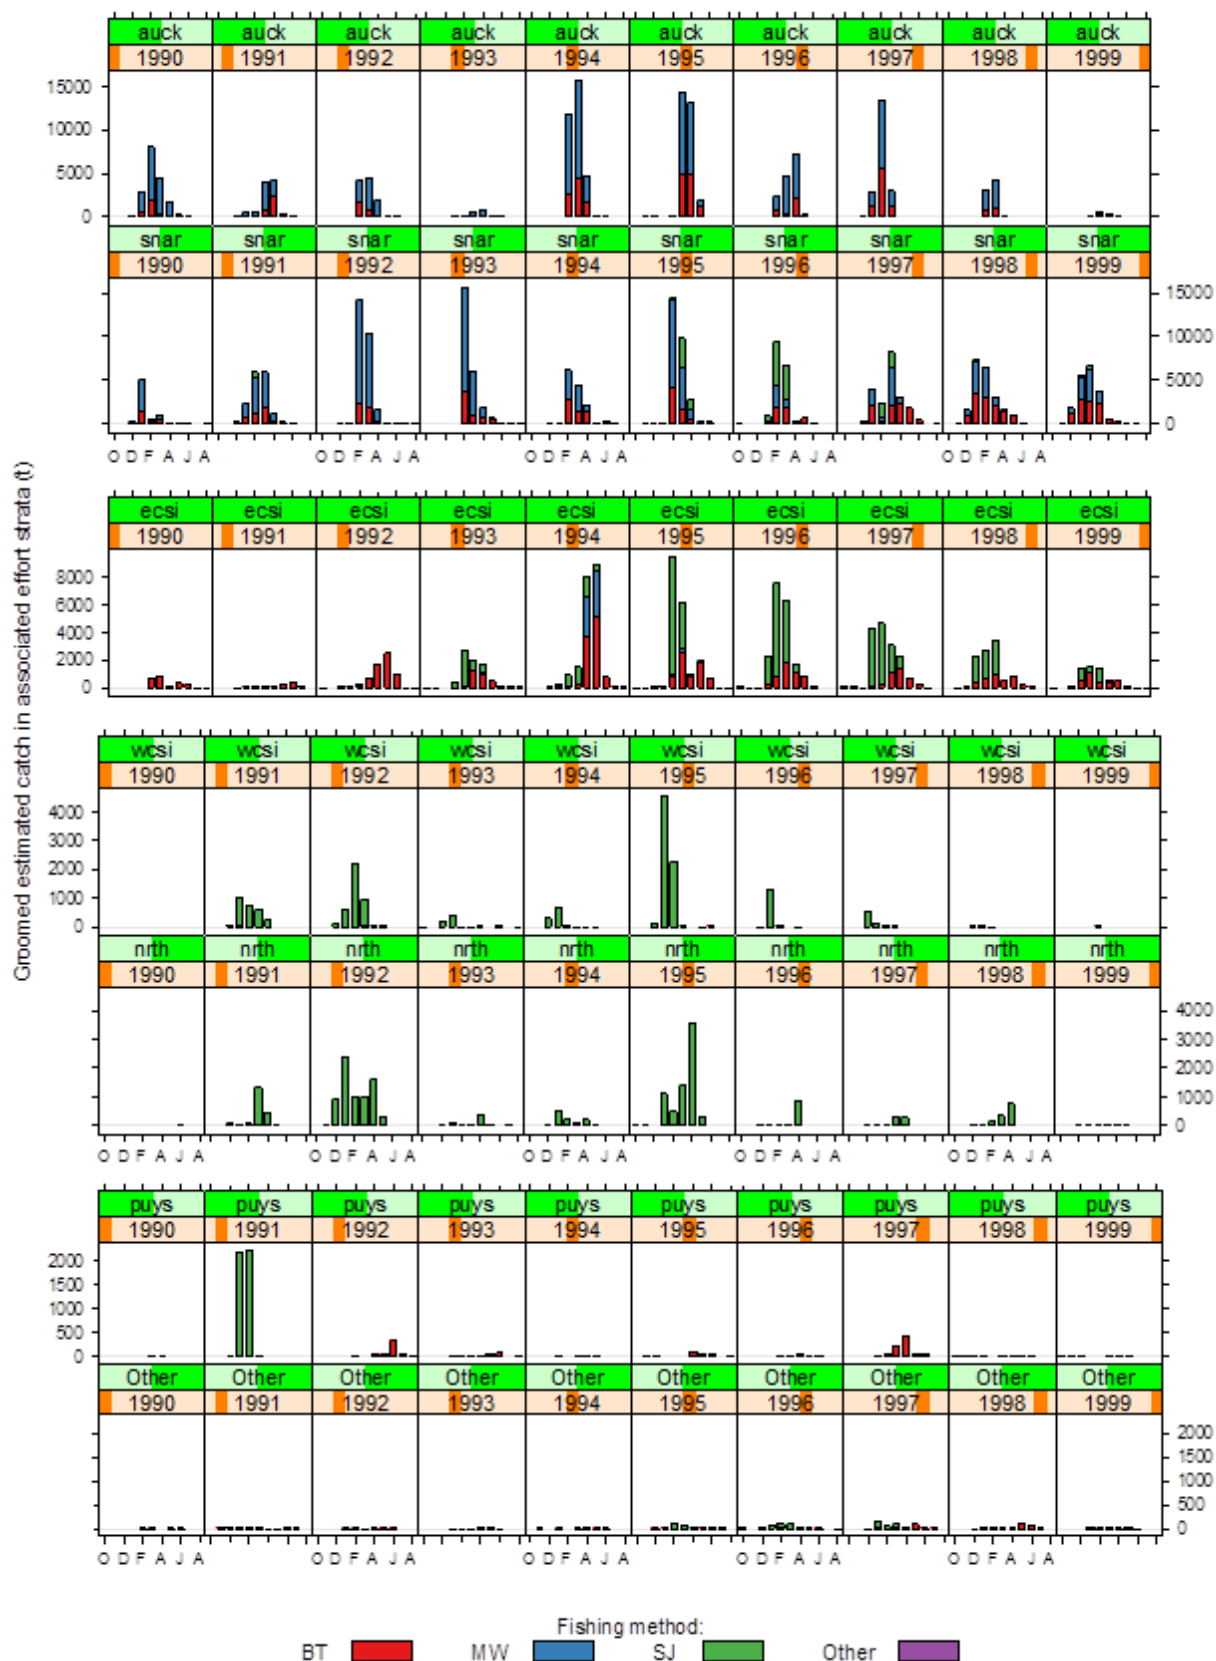 auck auck auck auck auck auck auck auck auck auck
1990 1991 1992 1993 1994 1995 1996 1997 1998 1999
15000
10000
5000
0
snar snar snar snar snar snar snar snar snar snar
1990 1991 1992 1993 1994 1995 1996 1997 1998 1999
15000
10000
5000
0
O D F A J A O D F A J A O D F A J A O D F A J A O D F A J A
ecsi ecsi ecsi ecsi ecsi ecsi ecsi ecsi ecsi ecsi
1990 1991 1992 1993 1994 1995 1996 1997 1998 1999
8000
6000
4000
2000
0
Groomed estimated catch in associated effort strata (t)
wcsi wcsi wcsi wcsi wcsi wcsi wcsi wcsi wcsi wcsi
1990 1991 1992 1993 1994 1995 1996 1997 1998 1999
4000
3000
2000
1000
0
nrth nrth nrth nrth nrth nrth nrth nrth nrth nrth
1990 1991 1992 1993 1994 1995 1996 1997 1998 1999
4000
3000
2000
1000
0
O D F A J A O D F A J A O D F A J A O D F A J A O D F A J A
puys puys puys puys puys puys puys puys puys puys
1990 1991 1992 1993 1994 1995 1996 1997 1998 1999
2000
1500
1000
500
0
Other Other Other Other Other Other Other Other Other Other
1990 1991 1992 1993 1994 1995 1996 1997 1998 1999
2000
1500
1000
500
0
O D F A J A O D F A J A O D F A J A O D F A J A O D F A J A
Fishing method:
BT MW SJ Other